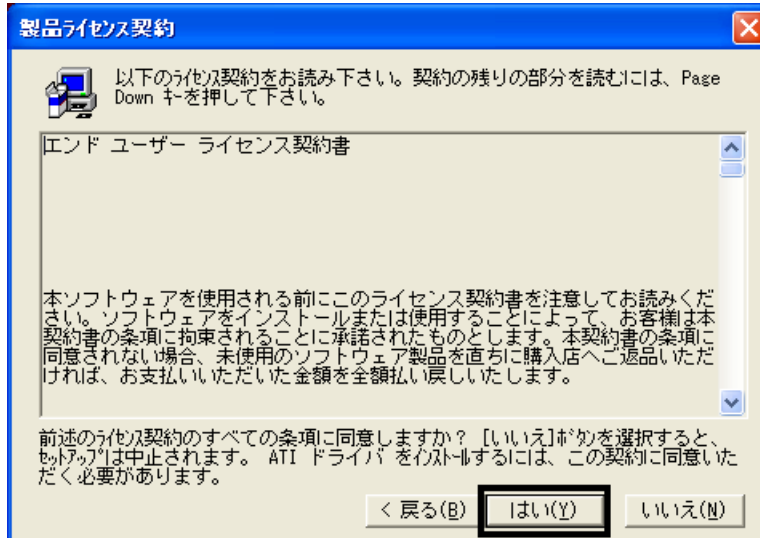 製品ライセンス契約
以下のライセンス契約をお読み下さい。契約の残りの部分を読むには、Page
Down キーを押して下さい。
エンド ユーザー ライセンス契約書
本ソフトウェアを使用される前にこのライセンス契約書を注意してお読みくだ
さい。ソフトウェアをインストールまたは使用することによって、お客様は本
契約書の条項に拘束されることに承諾されたものとします。本契約書の条項に
同意されない場合、未使用のソフトウェア製品を直ちに購入店へご返品いただ
ければ、お支払いいただいた金額を全額払い戻しいたします。
前述のライセンス契約のすべての条項に同意しますか? [いいえ]ボタンを選択すると、
セットアップは中止されます。 ATI ドライバ をインストールするには、この契約に同意いた
だく必要があります。
< 戻る(B)
はい(Y)
いいえ(N)